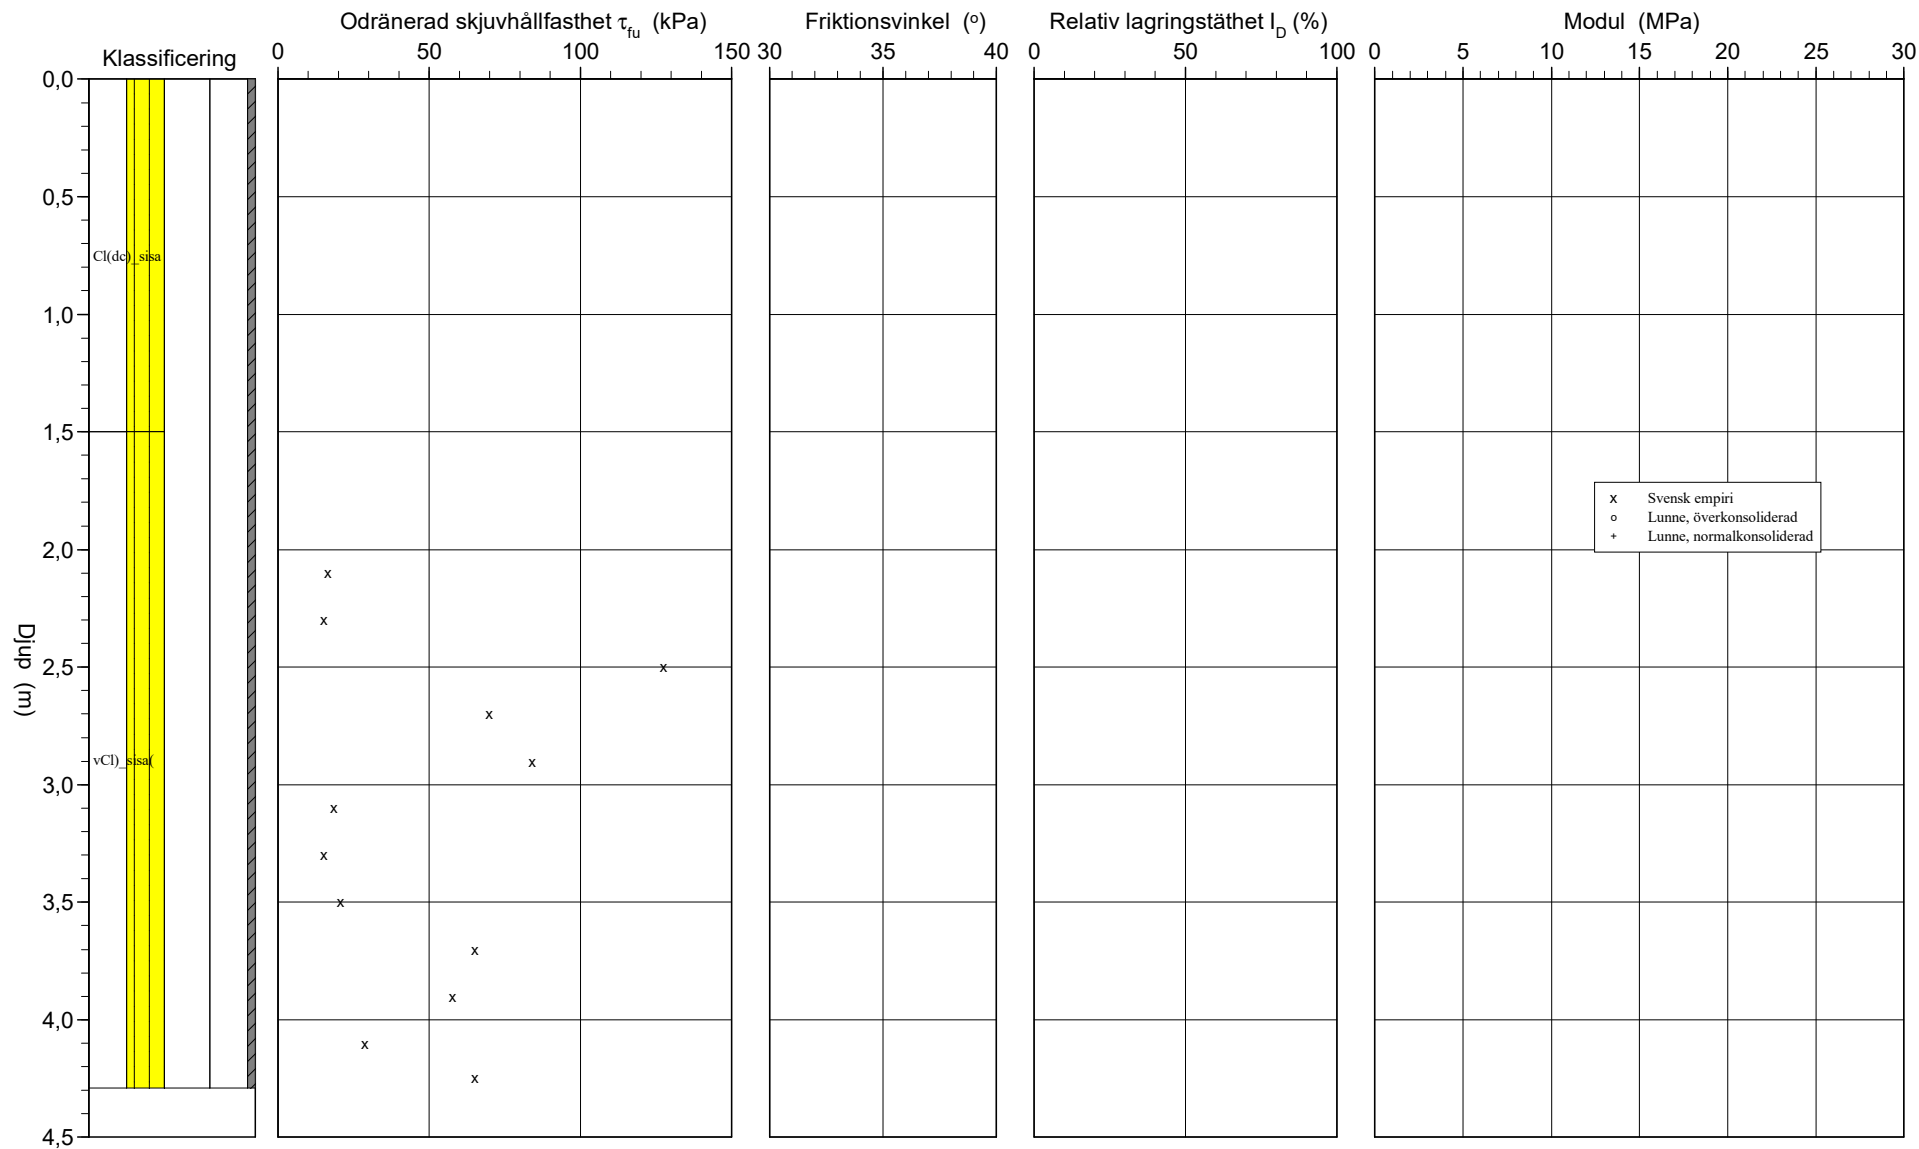 Klassificering
Odränerad skjuvhållfasthet τfu (kPa)
Friktionsvinkel (o)
Relativ lagringstäthet ID (%)
Modul (MPa)
0 50 100 150
30 35 40
0 50 100
0 5 10 15 20 25 30
Djup (m)
0,0
0,5
1,0
1,5
2,0
2,5
3,0
3,5
4,0
4,5
Cl(dc)_sisa
vCl)_sisa(
x Svensk empiri
o Lunne, överkonsoliderad
+ Lunne, normalkonsoliderad